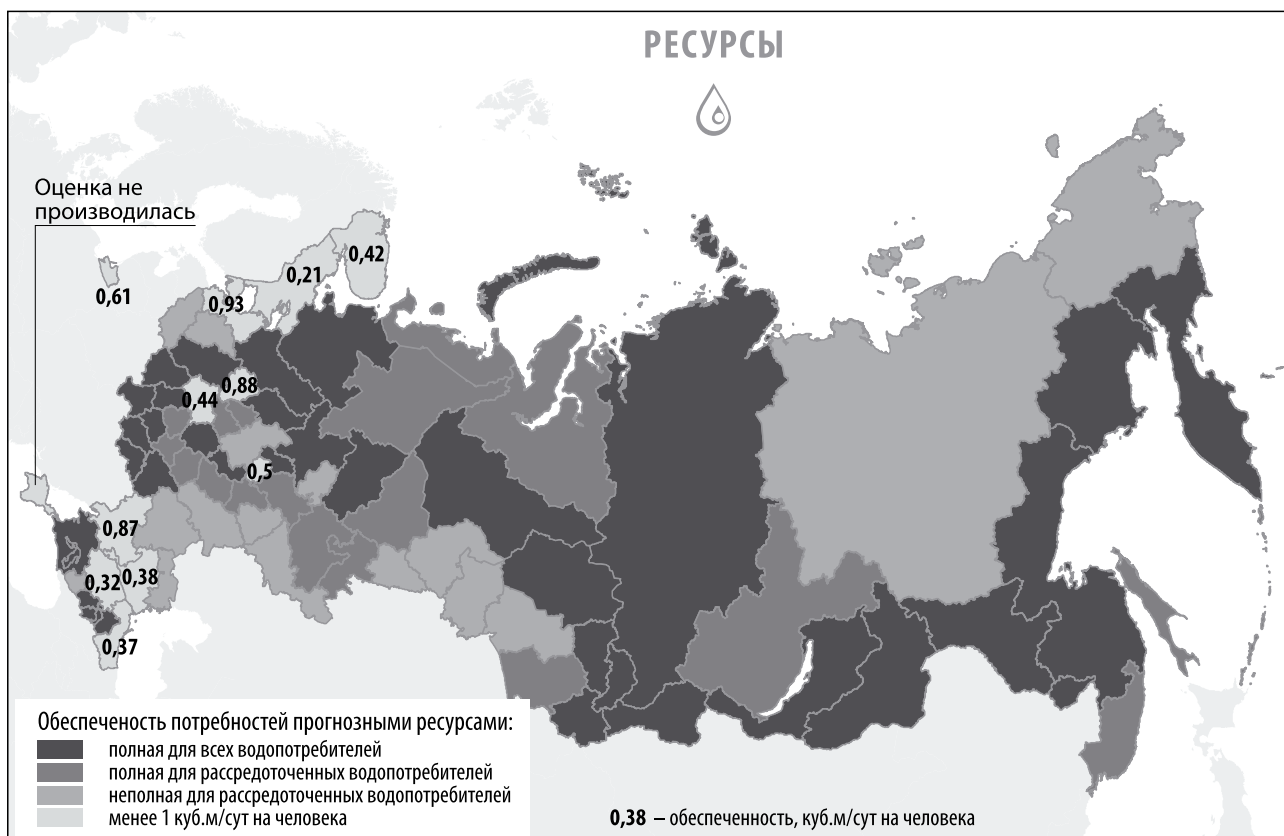 РЕСУРСЫ
Оценка не
производилась
0,42
0,21
0,61
0,93
0,88
0,44
0,5
0,87
0,38
0,32
0,37
Обеспеченость потребностей прогнозными ресурсами:
полная для всех водопотребителей
полная для рассредоточенных водопотребителей
неполная для рассредоточенных водопотребителей
менее 1 куб.м/сут на человека
0,38 – обеспеченность, куб.м/сут на человека